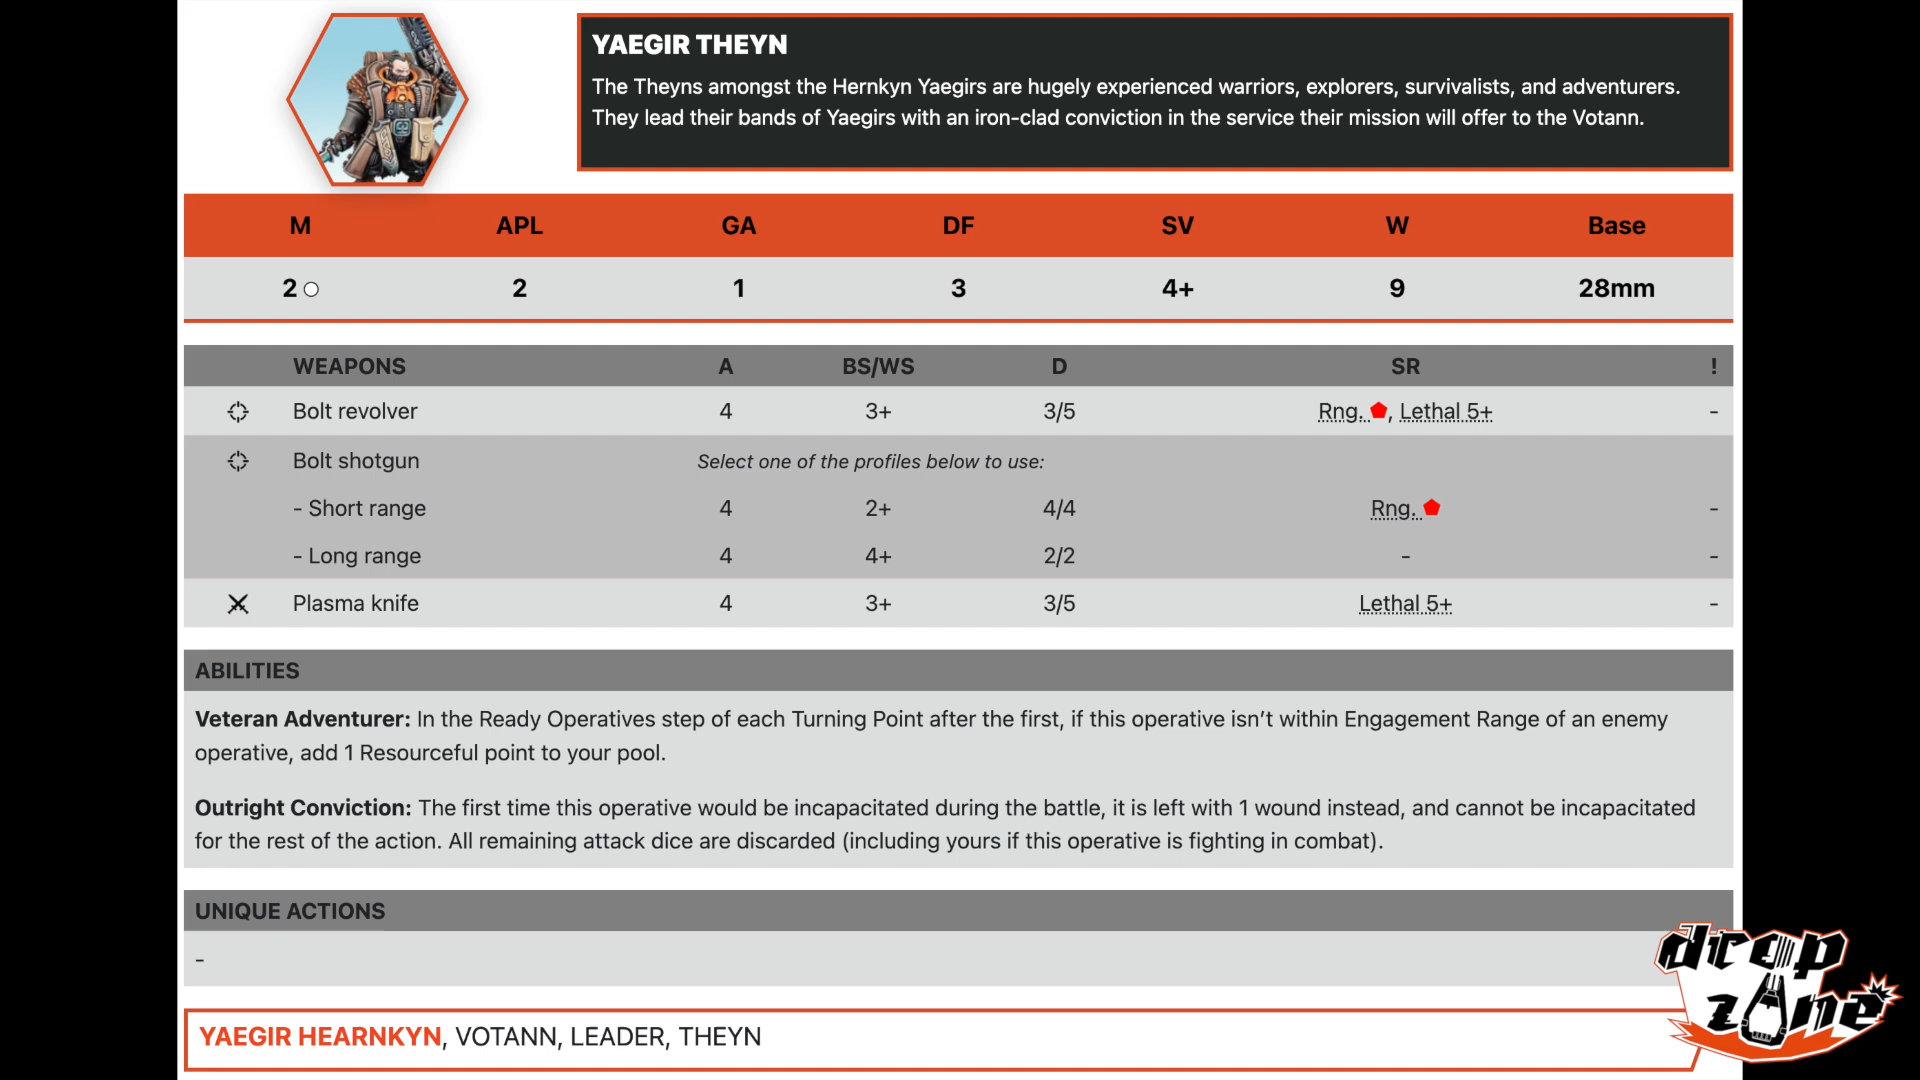 YAEGIR THEYN
The Theyns amongst the Hernkyn Yaegirs are hugely experienced warriors, explorers, survivalists, and adventurers.
They lead their bands of Yaegirs with an iron-clad conviction in the service their mission will offer to the Votann.
M APL GA DF SV W Base
2 2 1 3 4+ 9 28mm
WEAPONS A BS/WS D SR !
Bolt revolver 4 3+ 3/5 Rng. , Lethal 5+ -
Bolt shotgun Select one of the profiles below to use:
- Short range 4 2+ 4/4 Rng. -
- Long range 4 4+ 2/2 - -
Plasma knife 4 3+ 3/5 Lethal 5+ -
ABILITIES
Veteran Adventurer: In the Ready Operatives step of each Turning Point after the first, if this operative isn’t within Engagement Range of an enemy
operative, add 1 Resourceful point to your pool.
Outright Conviction: The first time this operative would be incapacitated during the battle, it is left with 1 wound instead, and cannot be incapacitated
for the rest of the action. All remaining attack dice are discarded (including yours if this operative is fighting in combat).
UNIQUE ACTIONS
-
YAEGIR HEARNKYN, VOTANN, LEADER, THEYN
drop
zone